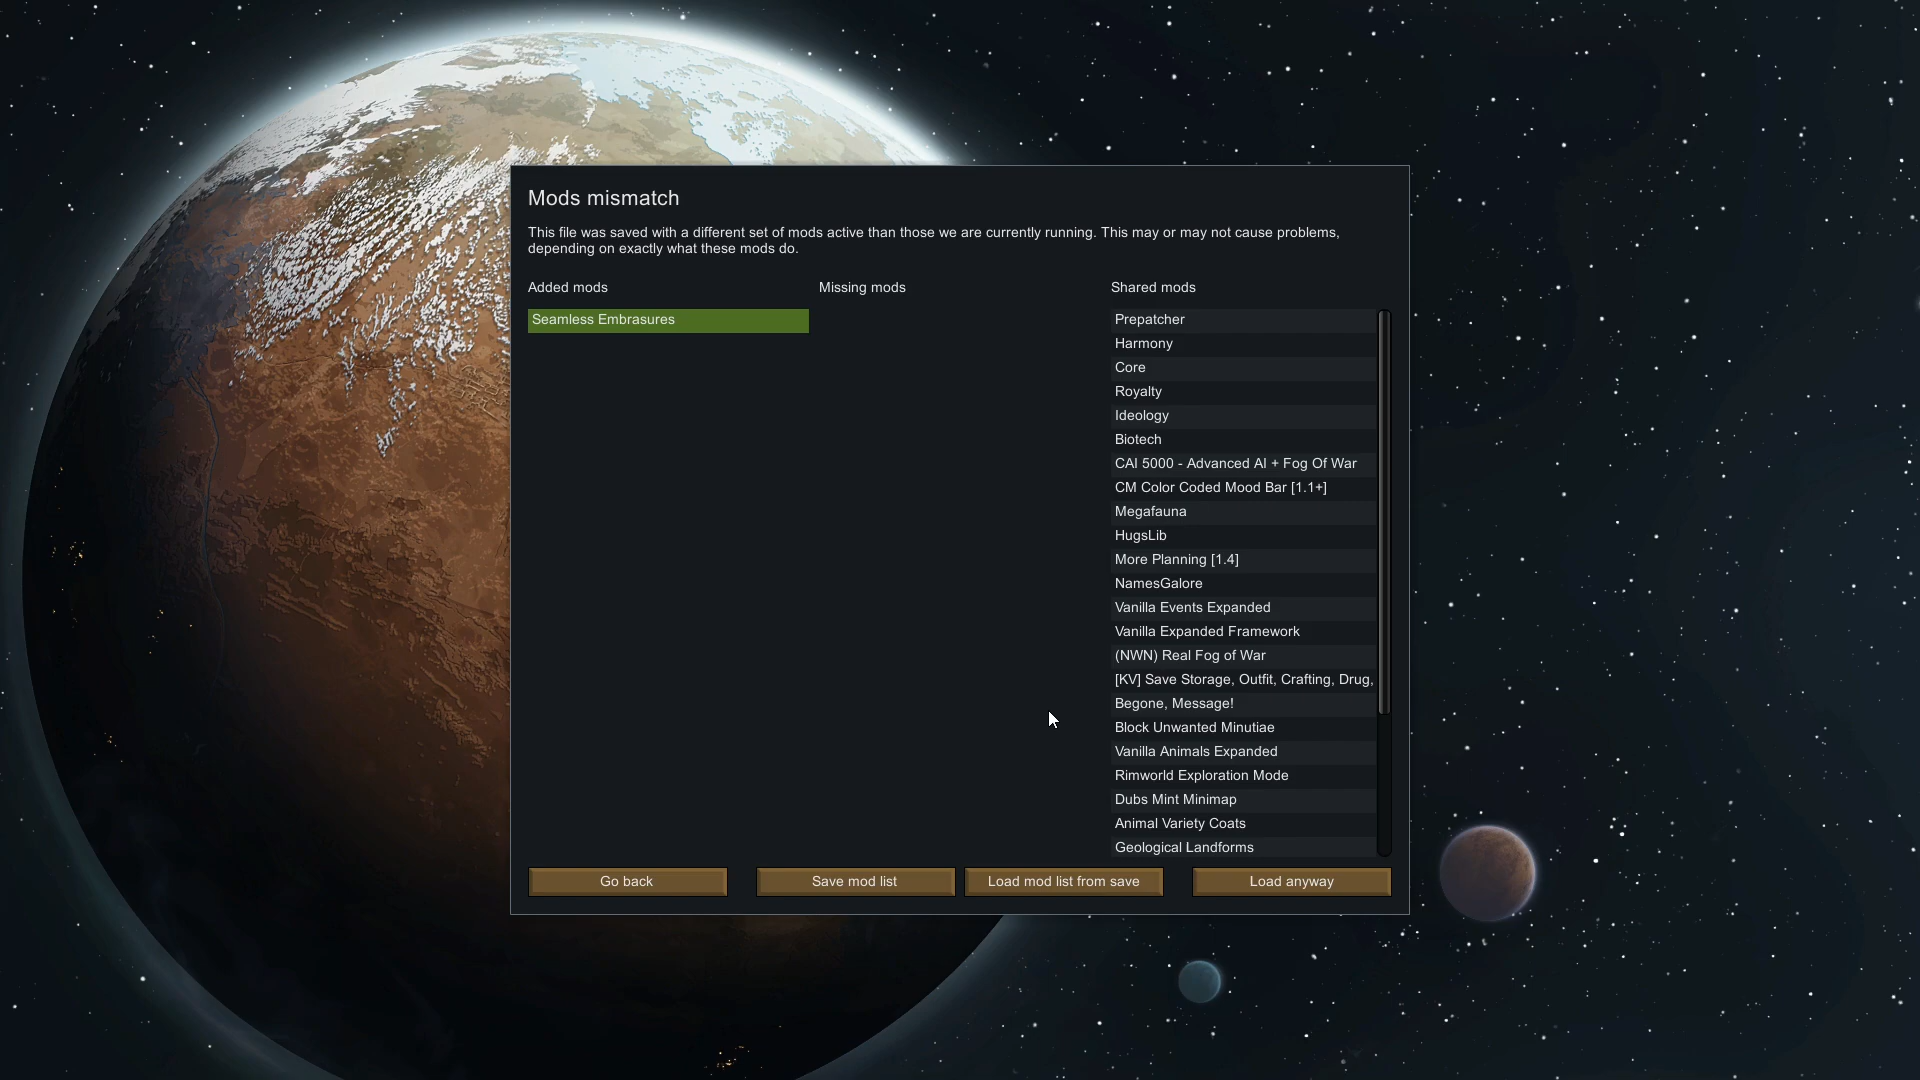 Mods mismatch
This file was saved with a different set of mods active than those we are currently running. This may or may not cause problems,
depending on exactly what these mods do.
Added mods
Missing mods
Shared mods
Seamless Embrasures
Prepatcher
Harmony
Core
Royalty
Ideology
Biotech
CAI 5000 - Advanced AI + Fog Of War
CM Color Coded Mood Bar [1.1+]
Megafauna
HugsLib
More Planning [1.4]
NamesGalore
Vanilla Events Expanded
Vanilla Expanded Framework
(NWN) Real Fog of War
[KV] Save Storage, Outfit, Crafting, Drug,
Begone, Message!
Block Unwanted Minutiae
Vanilla Animals Expanded
Rimworld Exploration Mode
Dubs Mint Minimap
Animal Variety Coats
Geological Landforms
Go back
Save mod list
Load mod list from save
Load anyway